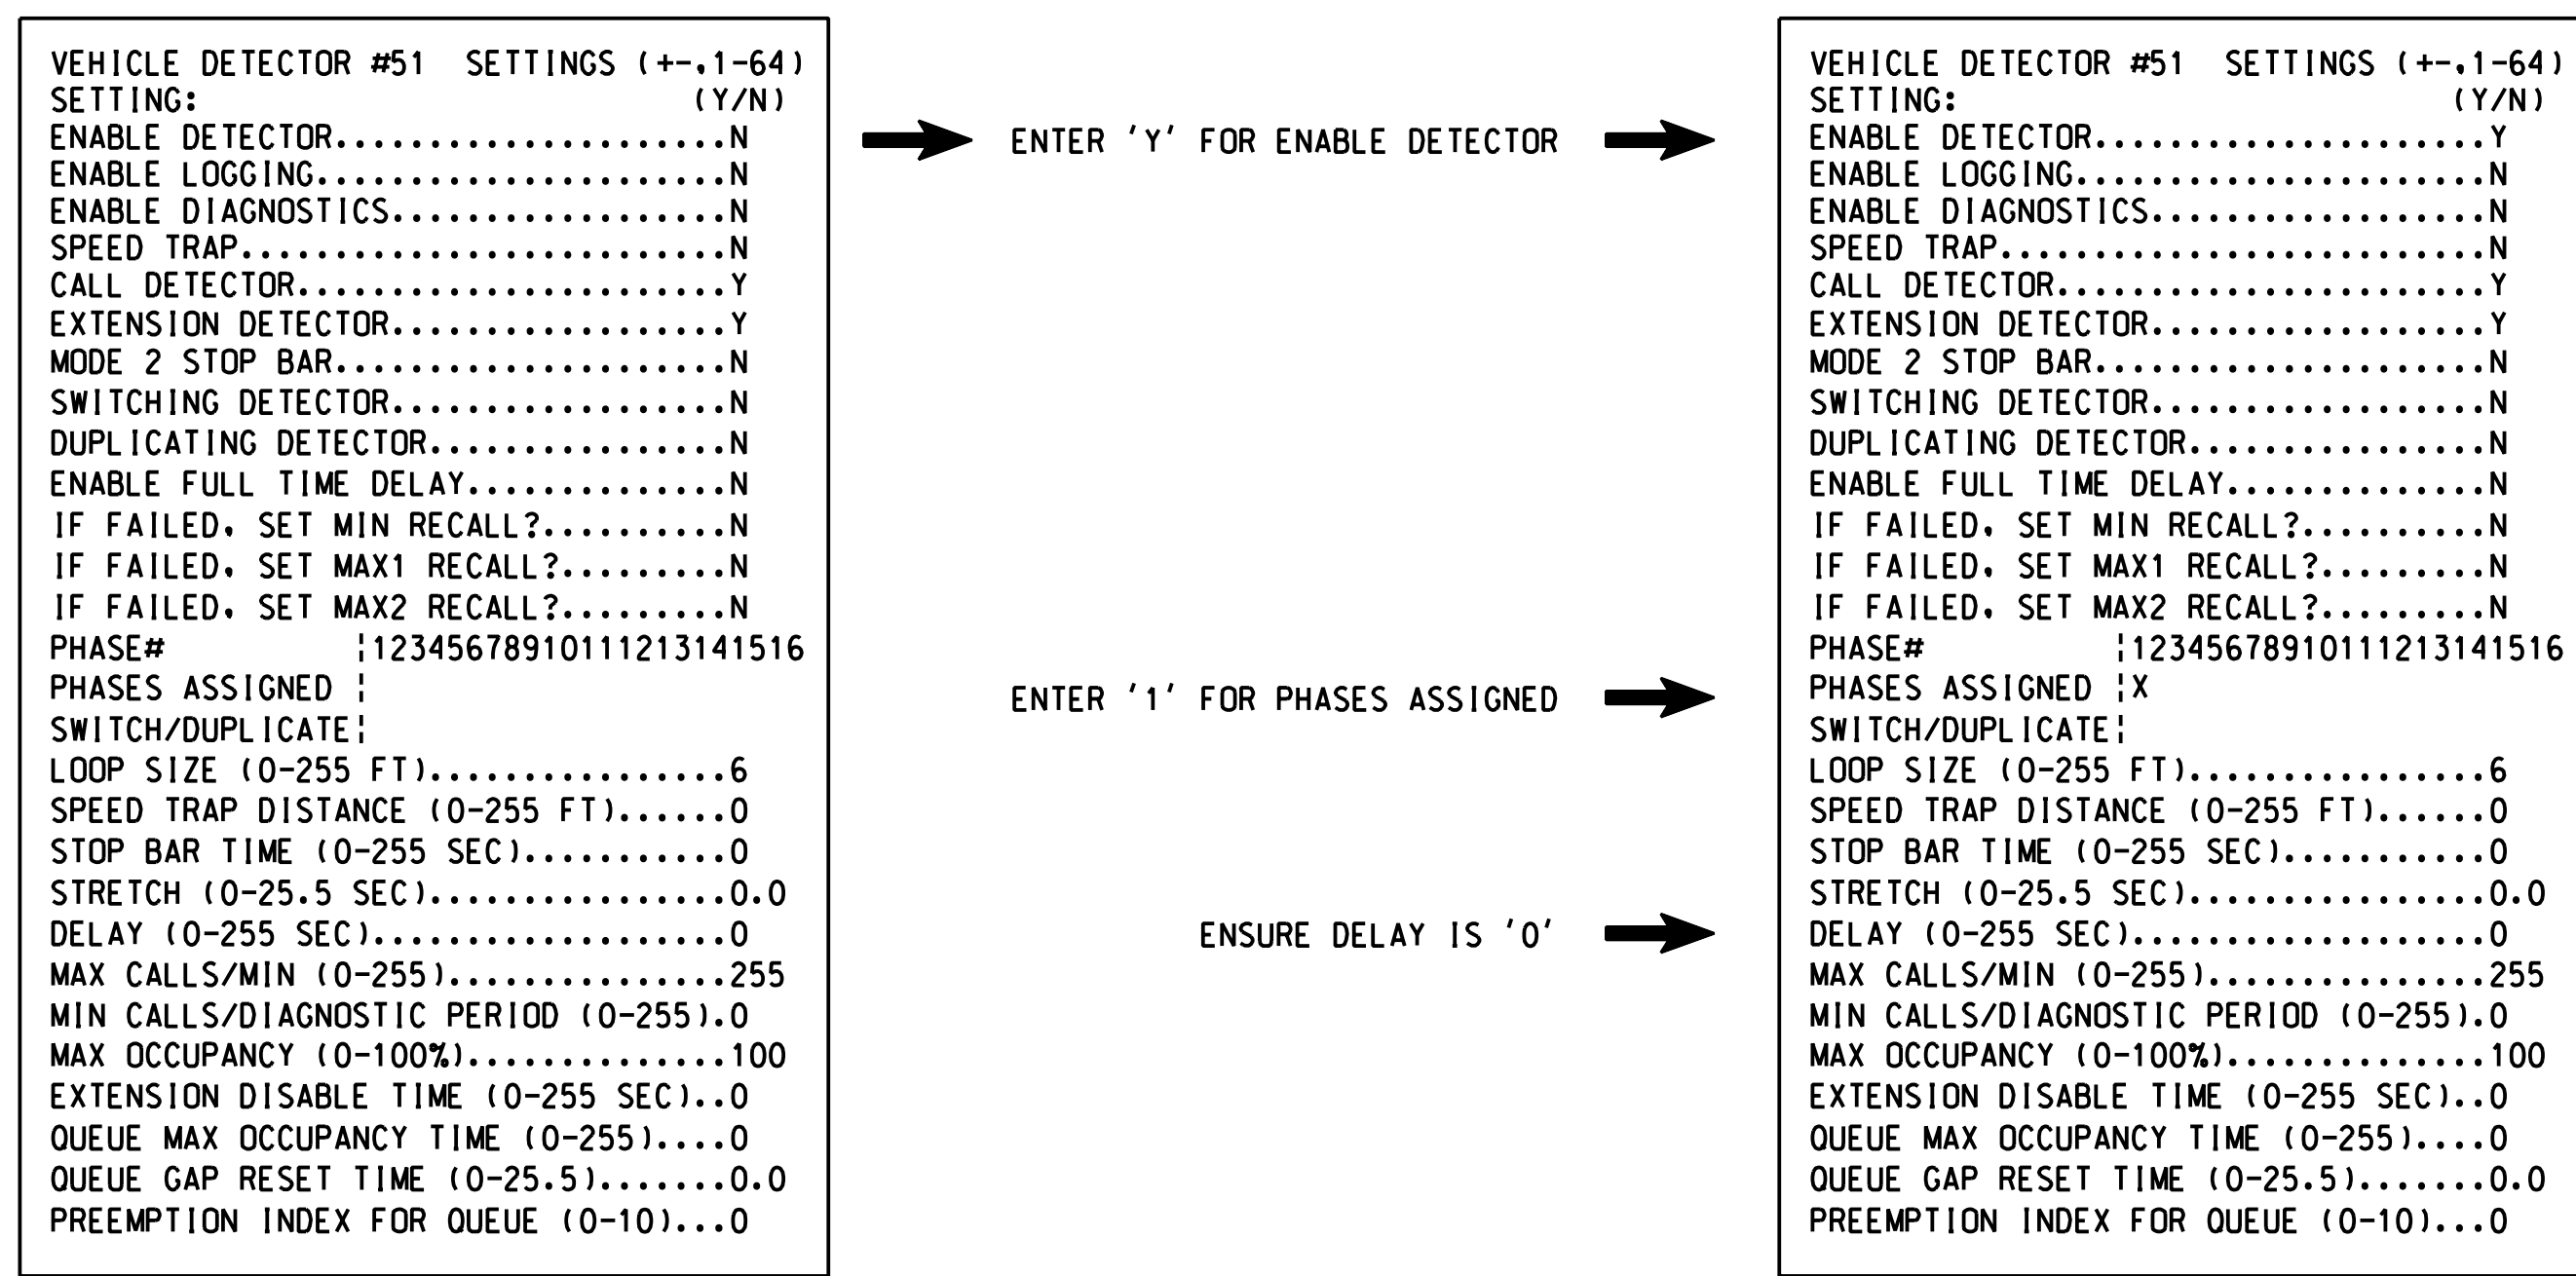 VEHICLE DETECTOR #51  SETTINGS (+-,1-64)
SETTING:                          (Y/N)
ENABLE DETECTOR.....................N
ENABLE LOGGING......................N
ENABLE DIAGNOSTICS..................N
SPEED TRAP..........................N
CALL DETECTOR.......................Y
EXTENSION DETECTOR..................Y
MODE 2 STOP BAR.....................N
SWITCHING DETECTOR..................N
DUPLICATING DETECTOR................N
ENABLE FULL TIME DELAY..............N
IF FAILED, SET MIN RECALL?..........N
IF FAILED, SET MAX1 RECALL?.........N
IF FAILED, SET MAX2 RECALL?.........N
PHASE#          ¦12345678910111213141516
PHASES ASSIGNED ¦
SWITCH/DUPLICATE¦
LOOP SIZE (0-255 FT)................6
SPEED TRAP DISTANCE (0-255 FT)......0
STOP BAR TIME (0-255 SEC)...........0
STRETCH (0-25.5 SEC)................0.0
DELAY (0-255 SEC)...................0
MAX CALLS/MIN (0-255)...............255
MIN CALLS/DIAGNOSTIC PERIOD (0-255).0
MAX OCCUPANCY (0-100%)..............100
EXTENSION DISABLE TIME (0-255 SEC)..0
QUEUE MAX OCCUPANCY TIME (0-255)....0
QUEUE GAP RESET TIME (0-25.5).......0.0
PREEMPTION INDEX FOR QUEUE (0-10)...0
ENTER 'Y' FOR ENABLE DETECTOR
ENTER '1' FOR PHASES ASSIGNED
ENSURE DELAY IS '0'
VEHICLE DETECTOR #51  SETTINGS (+-,1-64)
SETTING:                          (Y/N)
ENABLE DETECTOR.....................Y
ENABLE LOGGING......................N
ENABLE DIAGNOSTICS..................N
SPEED TRAP..........................N
CALL DETECTOR.......................Y
EXTENSION DETECTOR..................Y
MODE 2 STOP BAR.....................N
SWITCHING DETECTOR..................N
DUPLICATING DETECTOR................N
ENABLE FULL TIME DELAY..............N
IF FAILED, SET MIN RECALL?..........N
IF FAILED, SET MAX1 RECALL?.........N
IF FAILED, SET MAX2 RECALL?.........N
PHASE#          ¦12345678910111213141516
PHASES ASSIGNED ¦X
SWITCH/DUPLICATE¦
LOOP SIZE (0-255 FT)................6
SPEED TRAP DISTANCE (0-255 FT)......0
STOP BAR TIME (0-255 SEC)...........0
STRETCH (0-25.5 SEC)................0.0
DELAY (0-255 SEC)...................0
MAX CALLS/MIN (0-255)...............255
MIN CALLS/DIAGNOSTIC PERIOD (0-255).0
MAX OCCUPANCY (0-100%)..............100
EXTENSION DISABLE TIME (0-255 SEC)..0
QUEUE MAX OCCUPANCY TIME (0-255)....0
QUEUE GAP RESET TIME (0-25.5).......0.0
PREEMPTION INDEX FOR QUEUE (0-10)...0